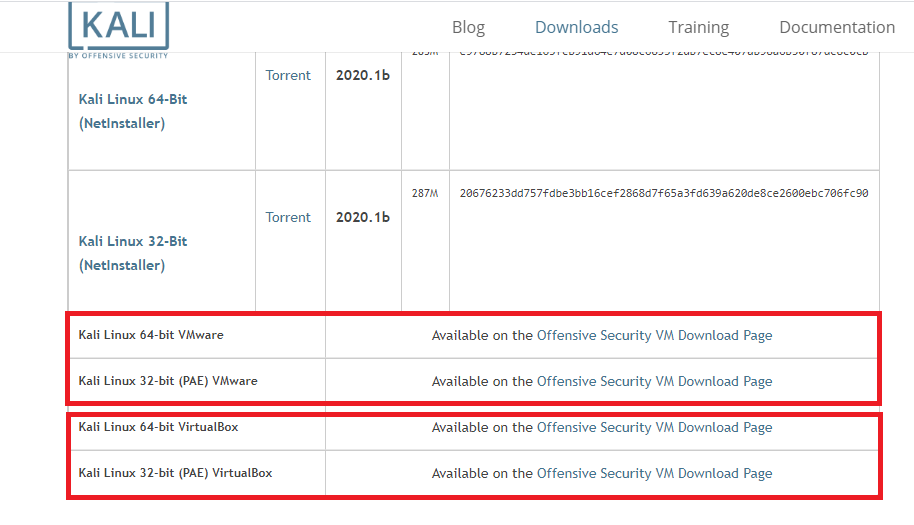 KALI
BY OFFENSIVE SECURITY
Blog
Downloads
Training
Documentation
Kali Linux 64-Bit
(NetInstaller)
Torrent
2020.1b
Kali Linux 32-Bit
(NetInstaller)
Torrent
2020.1b
287M
20676233dd757fdbe3bb16cef2868d7f65a3fd639a620de8ce2600ebc706fc90
Kali Linux 64-bit VMware
Available on the Offensive Security VM Download Page
Kali Linux 32-bit (PAE) VMware
Available on the Offensive Security VM Download Page
Kali Linux 64-bit VirtualBox
Available on the Offensive Security VM Download Page
Kali Linux 32-bit (PAE) VirtualBox
Available on the Offensive Security VM Download Page